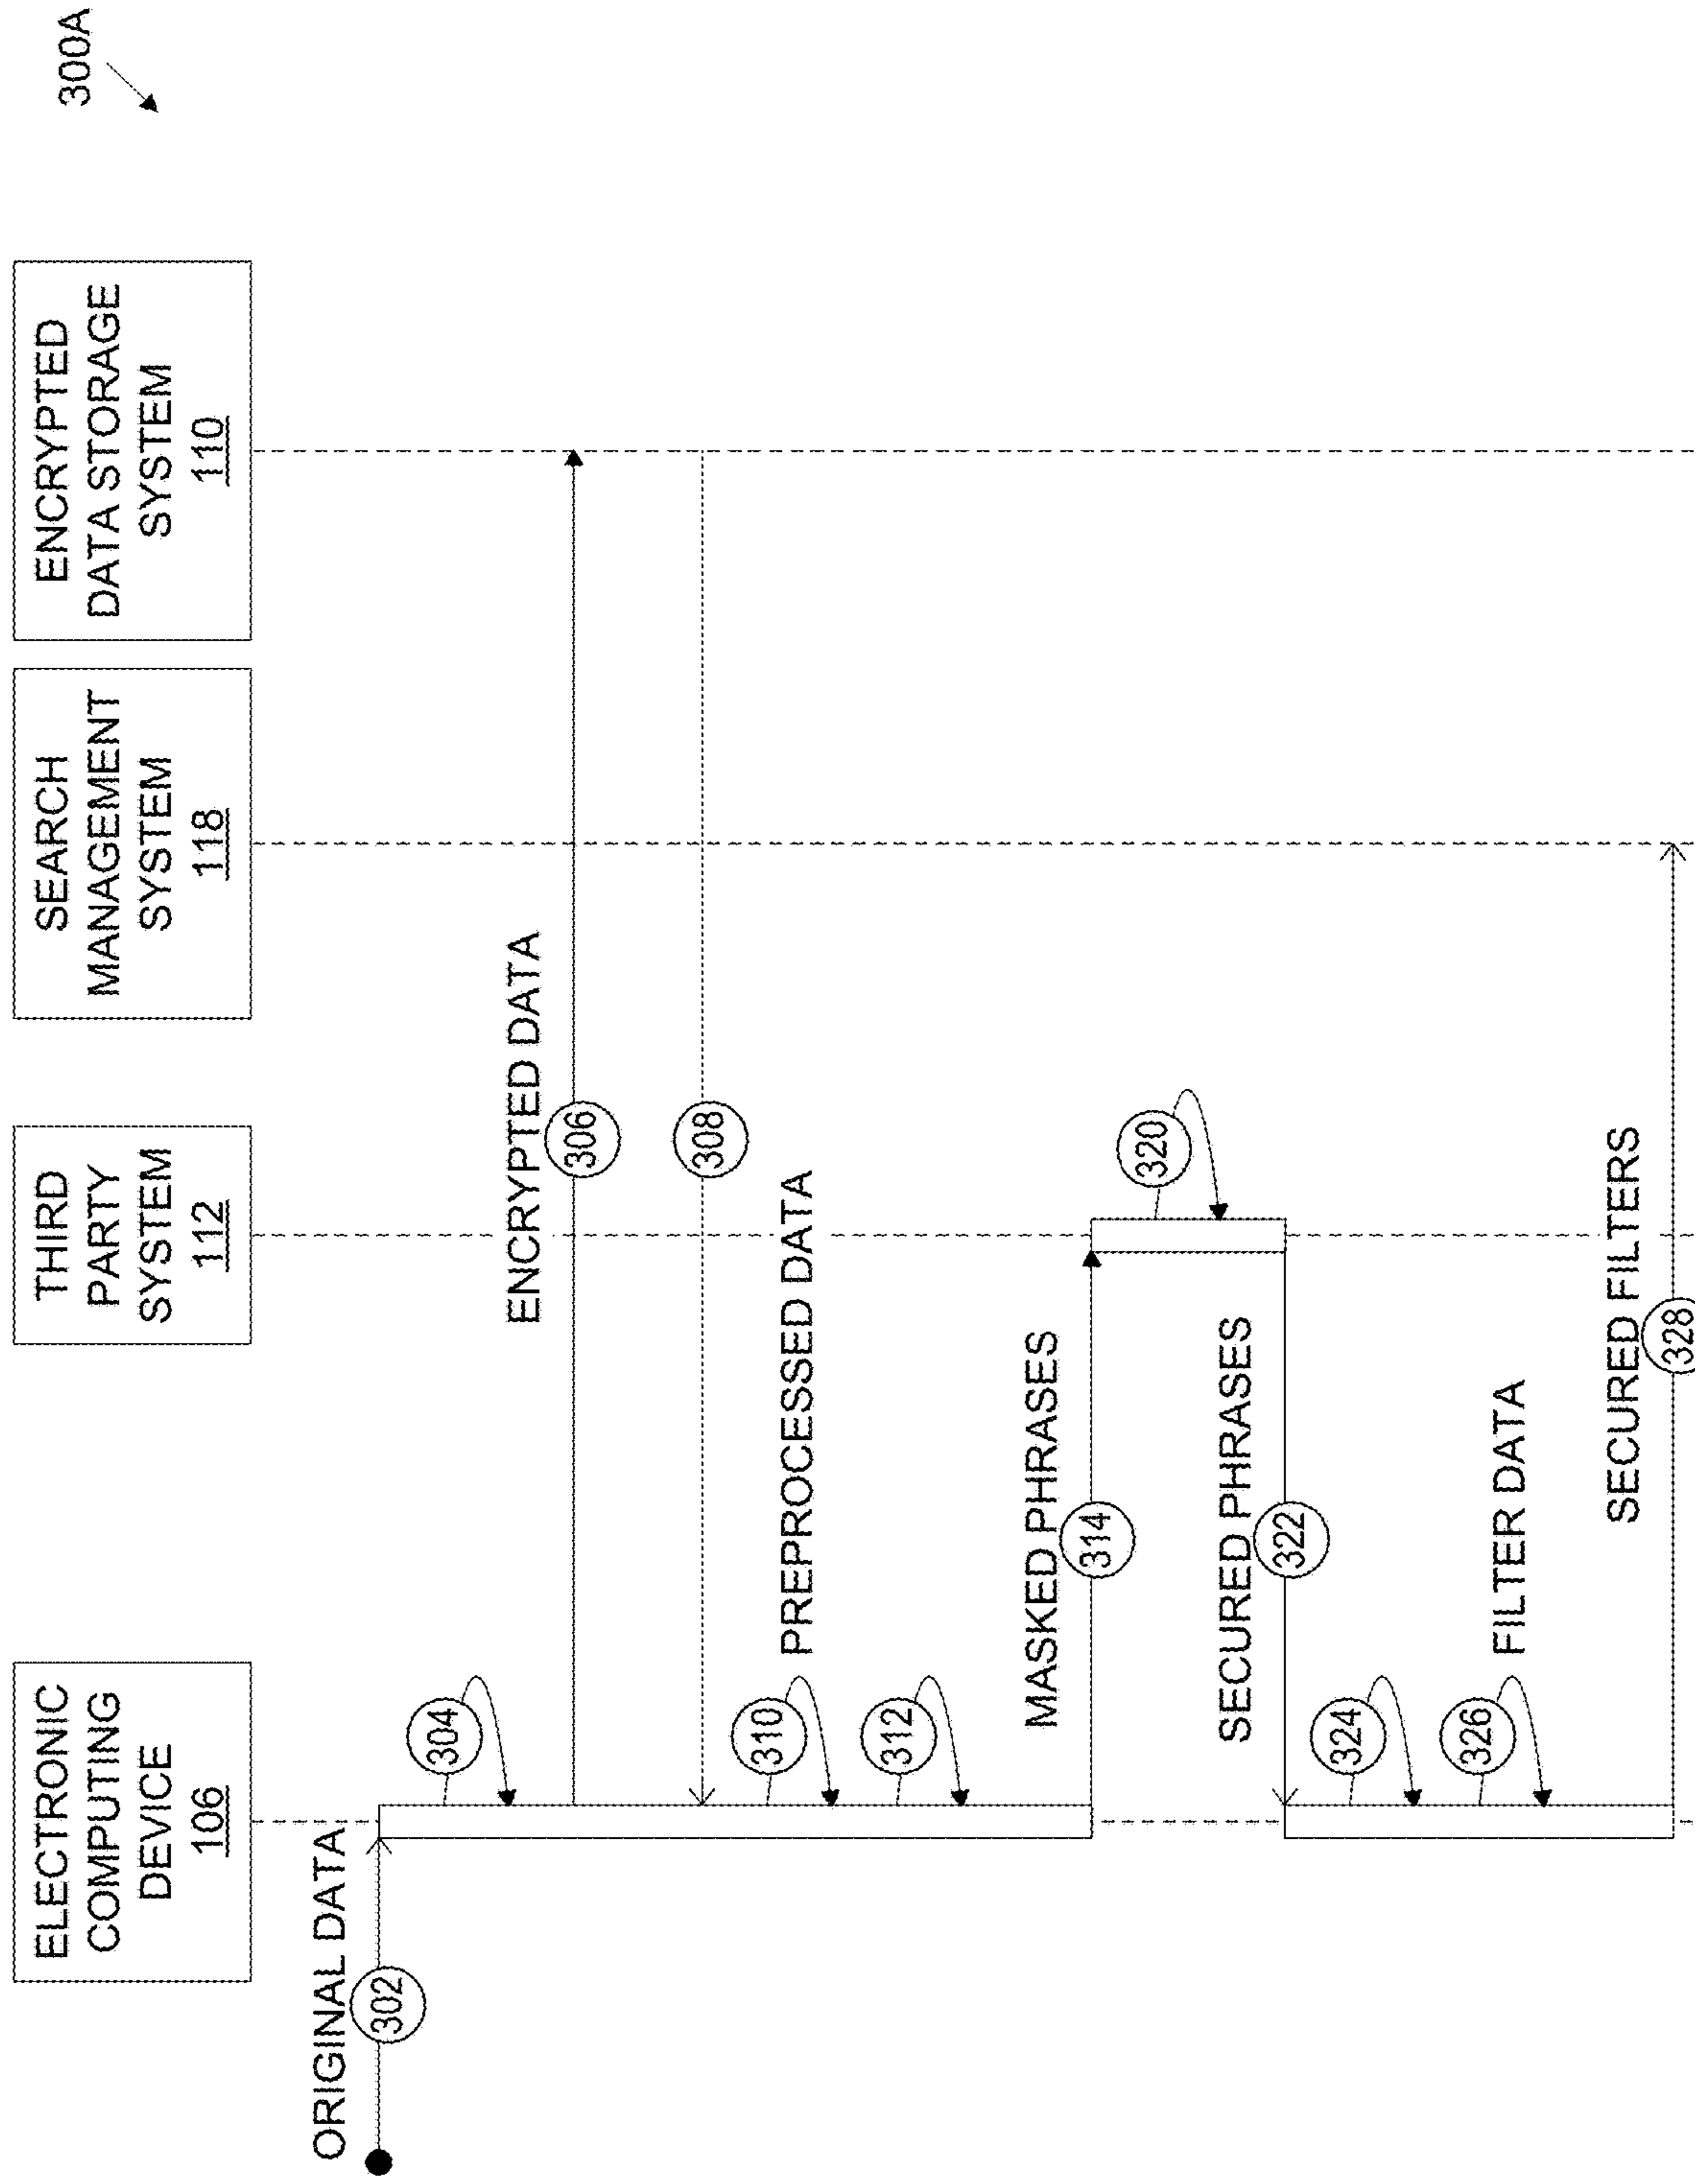 300A
ELECTRONIC
COMPUTING
DEVICE
106
THIRD
PARTY
SYSTEM
112
SEARCH
MANAGEMENT
SYSTEM
118
ENCRYPTED
DATA STORAGE
SYSTEM
110
ORIGINAL DATA
302
304
ENCRYPTED DATA
306
308
PREPROCESSED DATA
310
312
MASKED PHRASES
314
320
SECURED PHRASES
322
324
FILTER DATA
326
SECURED FILTERS
328